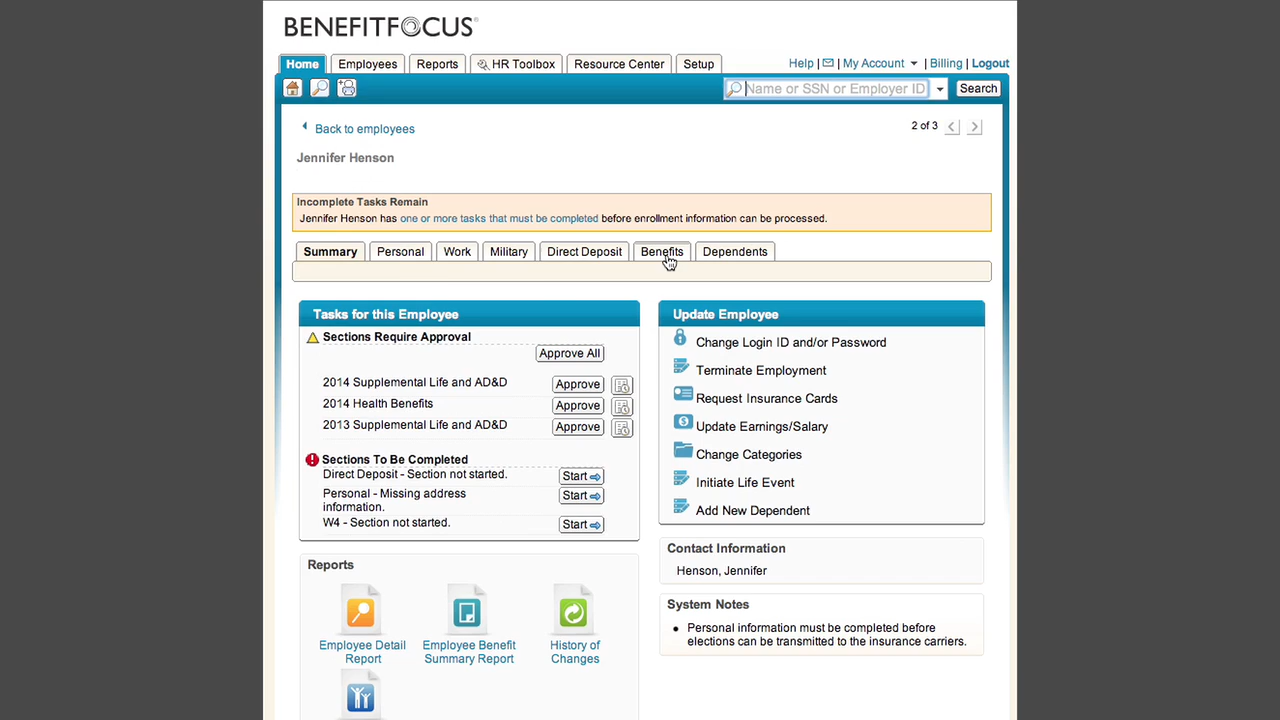 BENEFITFOCUS
Home
Employees
Reports
HR Toolbox
Resource Center
Setup
Help | | My Account | Billing | Logout
Name or SSN or Employer ID
Search
Back to employees
2 of 3
Jennifer Henson
Incomplete Tasks Remain
Jennifer Henson has one or more tasks that must be completed before enrollment information can be processed.
Summary
Personal
Work
Military
Direct Deposit
Benefits
Dependents
Tasks for this Employee
Sections Require Approval
Approve All
2014 Supplemental Life and AD&D
Approve
2014 Health Benefits
Approve
2013 Supplemental Life and AD&D
Approve
Sections To Be Completed
Direct Deposit - Section not started.
Start
Personal - Missing address
information.
Start
W4 - Section not started.
Start
Reports
Employee Detail
Report
Employee Benefit
Summary Report
History of
Changes
Update Employee
Change Login ID and/or Password
Terminate Employment
Request Insurance Cards
Update Earnings/Salary
Change Categories
Initiate Life Event
Add New Dependent
Contact Information
Henson, Jennifer
System Notes
• Personal information must be completed before
elections can be transmitted to the insurance carriers.